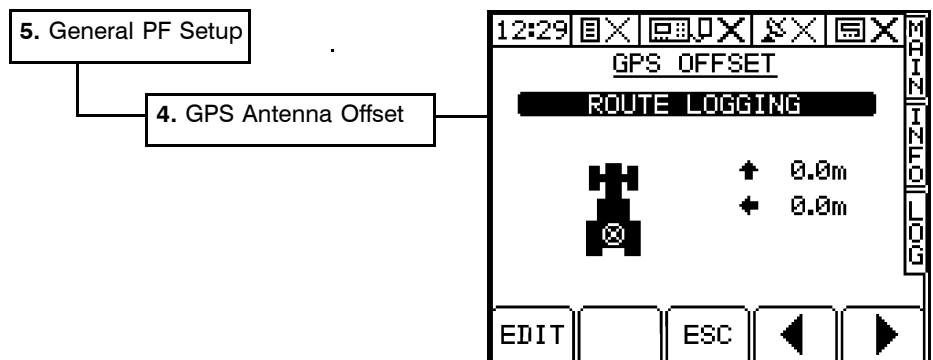 5. General PF Setup
4. GPS Antenna Offset
12:29
GPS OFFSET
ROUTE LOGGING
0.0m
0.0m
EDIT
ESC
MAIN
INFO
LOG